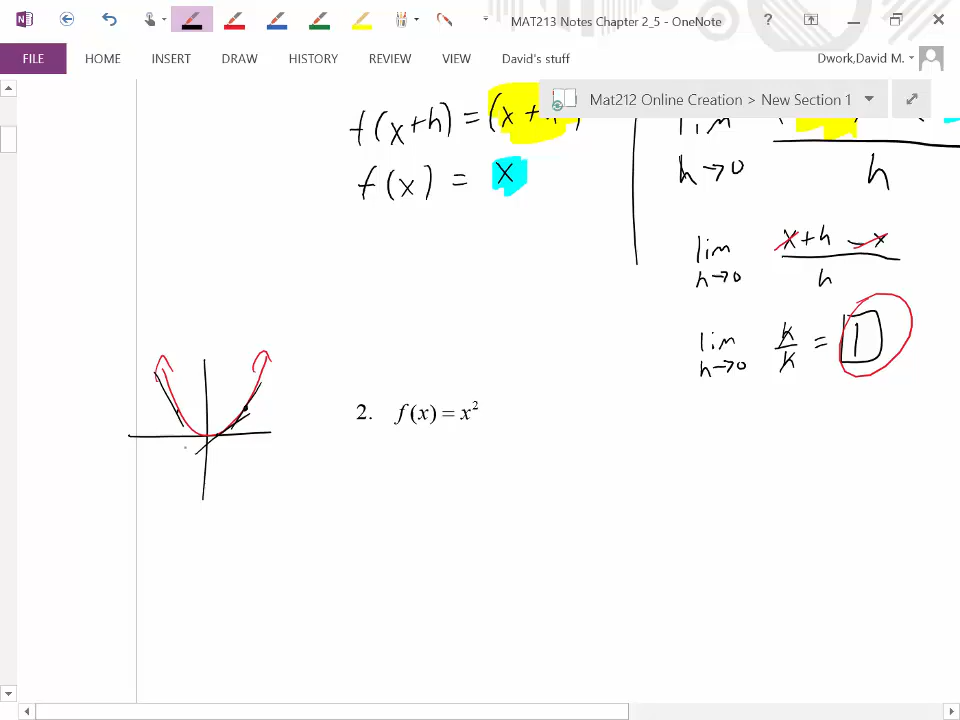 MAT213 Notes Chapter 2_5 - OneNote
?
FILE HOME INSERT DRAW HISTORY REVIEW VIEW David's stuff
Dwork,David M.
Mat212 Online Creation > New Section 1
f(x+h) = (x +
f(x) = x
lim
h→0
h
lim x+h - x
h→0 h
lim h/h = 1
h→0
2. f(x) = x²